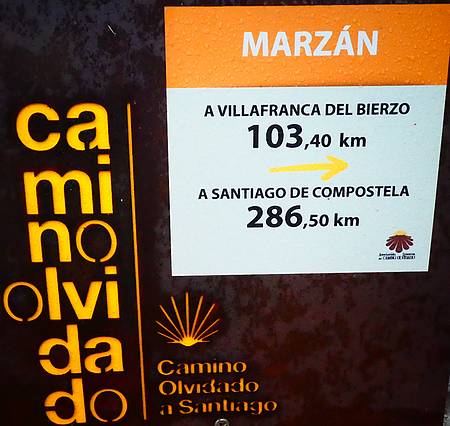 MARZÁN
A VILLAFRANCA DEL BIERZO
103,40 km
A SANTIAGO DE COMPOSTELA
286,50 km
ca
mi
no
olvi
da
do
Camino
Olvidado
a Santiago